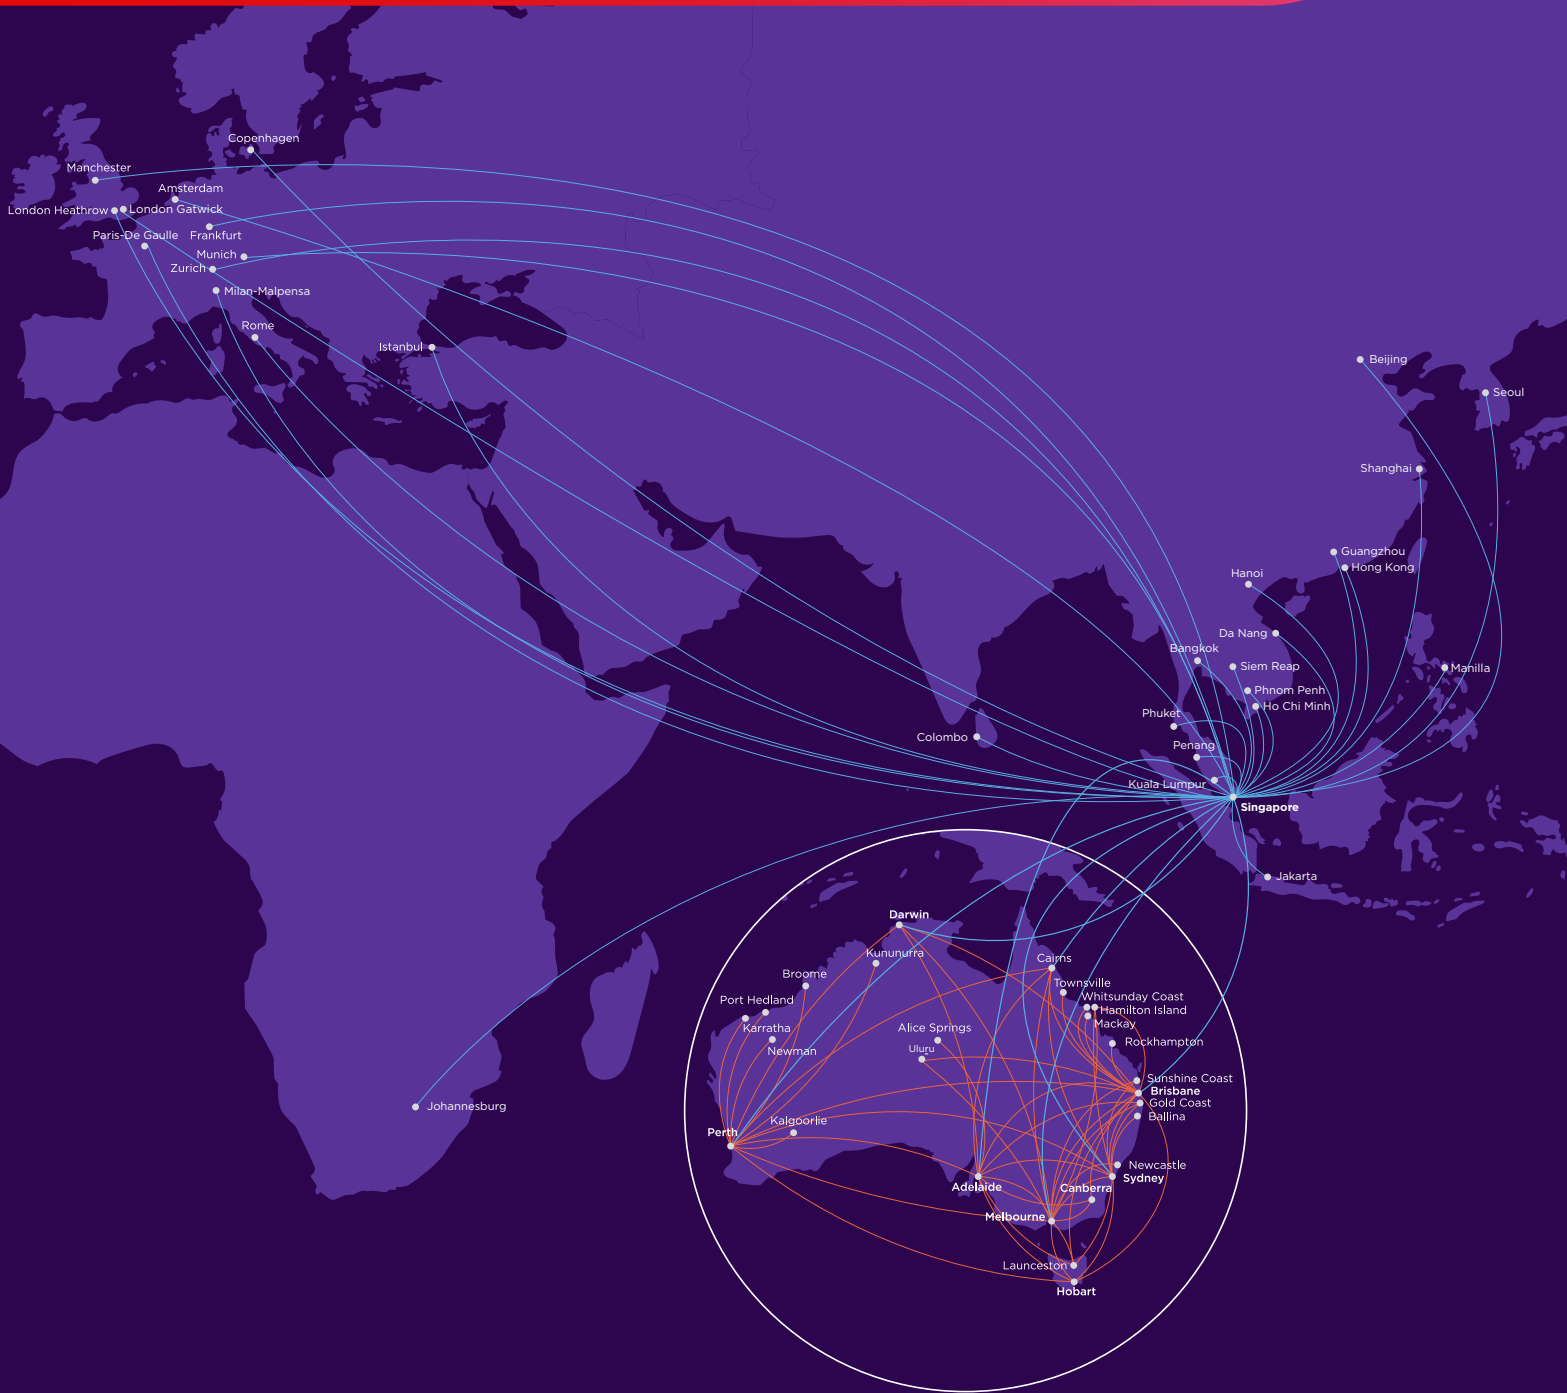 Copenhagen
Manchester
Amsterdam
London Heathrow
London Gatwick
Paris-De Gaulle
Frankfurt
Munich
Zurich
Milan-Malpensa
Rome
Istanbul
Beijing
Seoul
Shanghai
Guangzhou
Hong Kong
Hanoi
Da Nang
Bangkok
Siem Reap
Manilla
Phnom Penh
Ho Chi Minh
Phuket
Colombo
Penang
Kuala Lumpur
Singapore
Jakarta
Darwin
Kununurra
Cairns
Broome
Townsville
Port Hedland
Whitsunday Coast
Hamilton Island
Karratha
Alice Springs
Mackay
Newman
Uluru
Rockhampton
Sunshine Coast
Brisbane
Gold Coast
Johannesburg
Ballina
Kalgoorlie
Perth
Newcastle
Sydney
Adelaide
Canberra
Melbourne
Launceston
Hobart